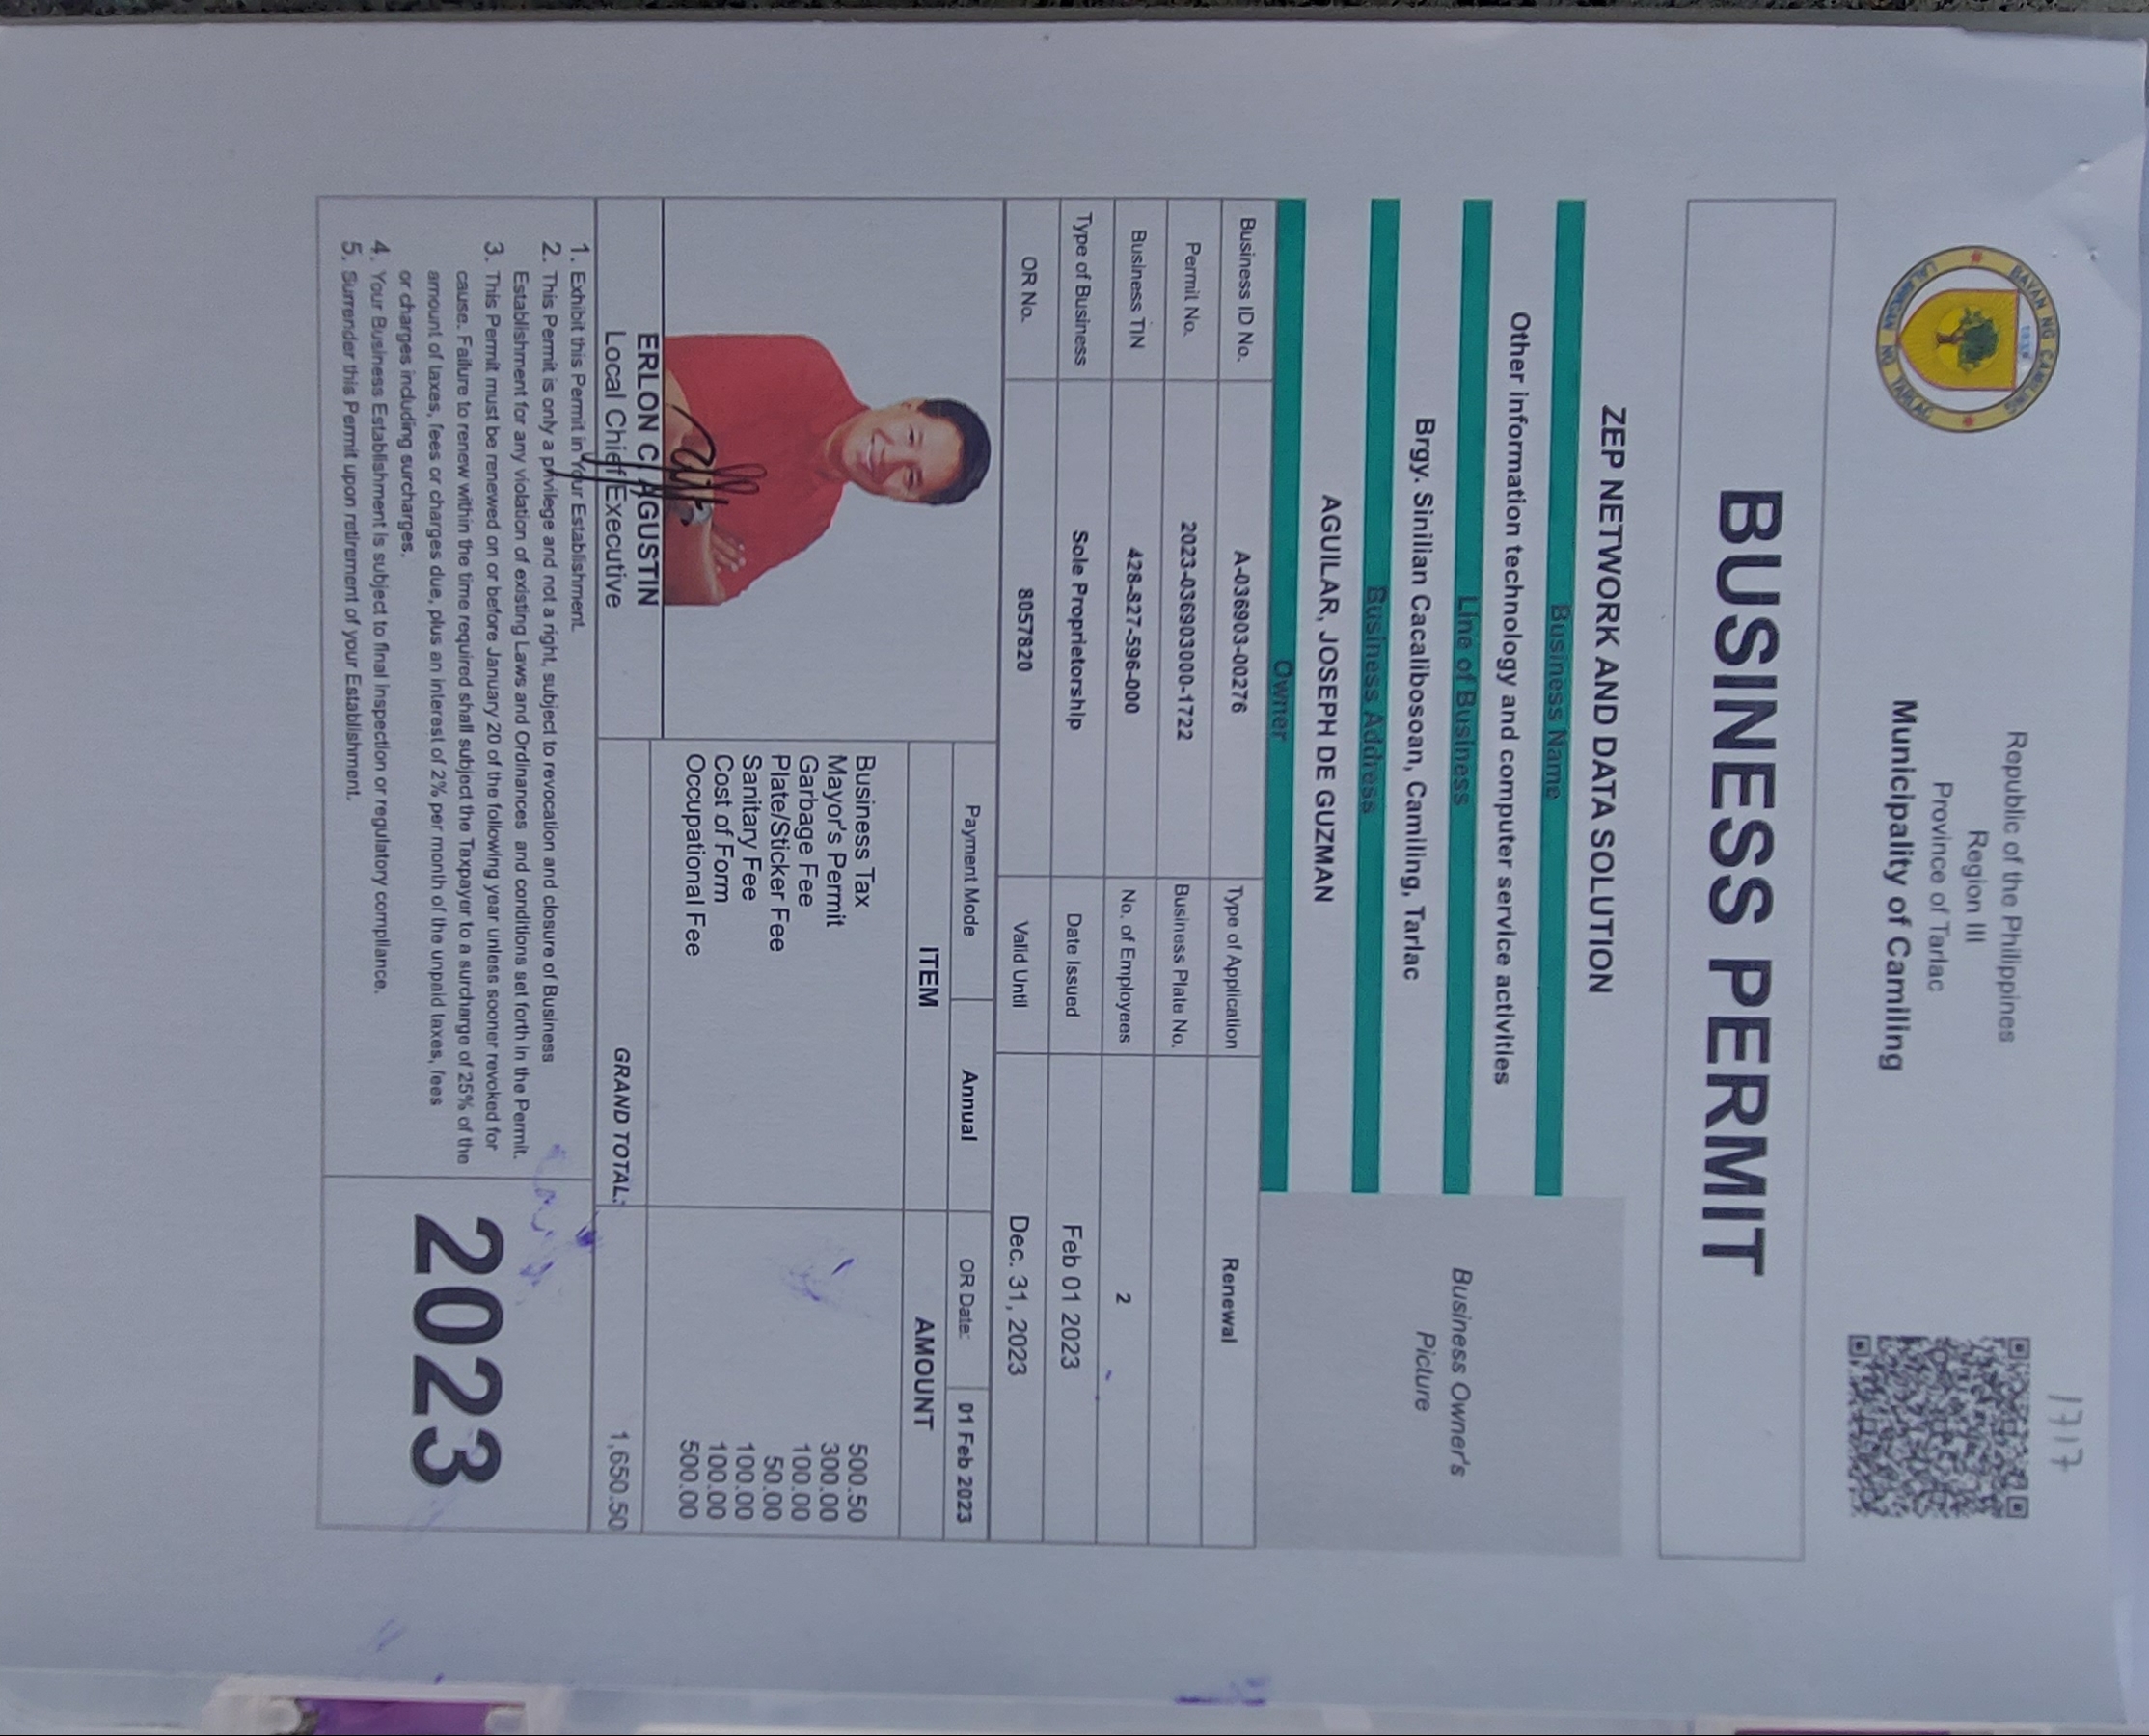 1717
BAYAN NG CAMILING
LALAWIGAN NG TARLAC
Republic of the Philippines
Region III
Province of Tarlac
Municipality of Camiling
BUSINESS PERMIT
ZEP NETWORK AND DATA SOLUTION
Business Name
Other information technology and computer service activities
Line of Business
Brgy. Sinilian Cacalibosoan, Camiling, Tarlac
Business Address
AGUILAR, JOSEPH DE GUZMAN
Owner
Business Owner's
Picture
Business ID No. A-036903-00276 Type of Application Renewal
Permit No. 2023-036903000-1722 Business Plate No.
Business TIN 428-827-596-000 No. of Employees 2
Type of Business Sole Proprietorship Date Issued Feb 01 2023
OR No. 8057820 Valid Until Dec. 31, 2023
Payment Mode Annual OR Date: 01 Feb 2023
ITEM AMOUNT
Business Tax 500.50
Mayor's Permit 300.00
Garbage Fee 100.00
Plate/Sticker Fee 50.00
Sanitary Fee 100.00
Cost of Form 100.00
Occupational Fee 500.00
GRAND TOTAL: 1,650.50
ERLON C. AGUSTIN
Local Chief Executive
1. Exhibit this Permit in Your Establishment.
2. This Permit is only a privilege and not a right, subject to revocation and closure of Business
Establishment for any violation of existing Laws and Ordinances and conditions set forth in the Permit.
3. This Permit must be renewed on or before January 20 of the following year unless sooner revoked for
cause. Failure to renew within the time required shall subject the Taxpayer to a surcharge of 25% of the
amount of taxes, fees or charges due, plus an interest of 2% per month of the unpaid taxes, fees
or charges including surcharges.
4. Your Business Establishment is subject to final inspection or regulatory compliance.
5. Surrender this Permit upon retirement of your Establishment.
2023